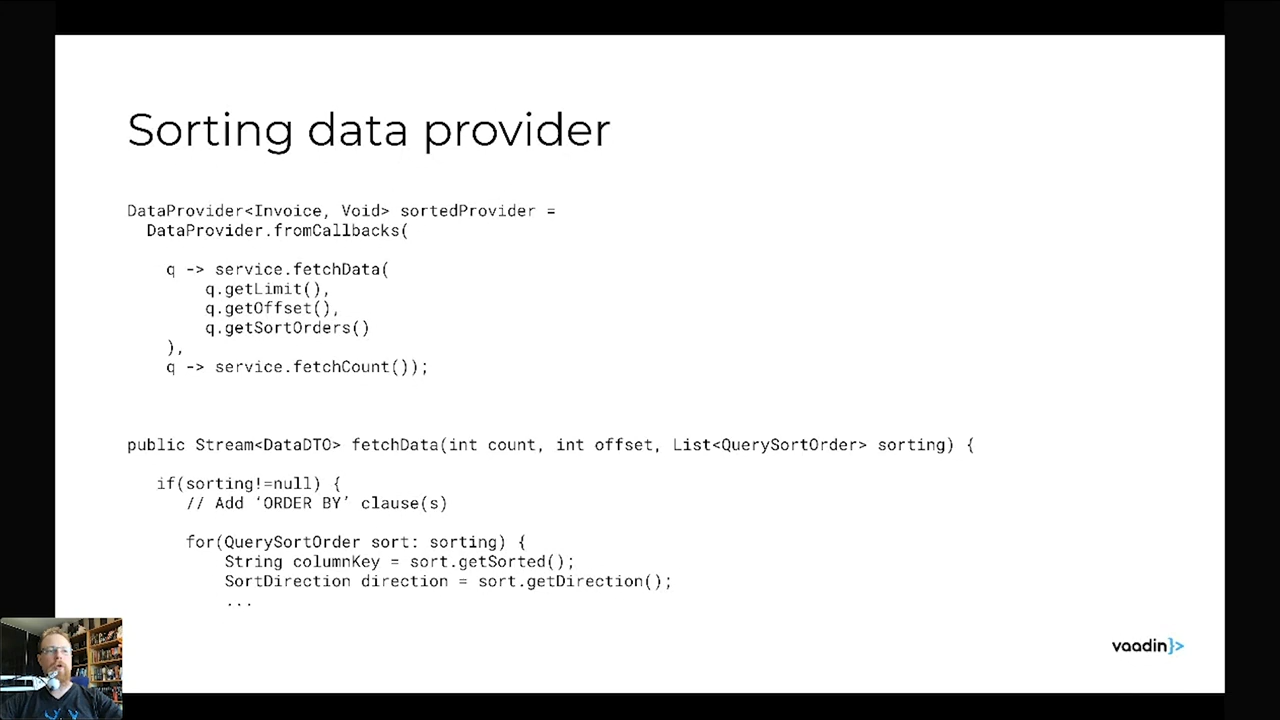 Sorting data provider
DataProvider<Invoice, Void> sortedProvider =
DataProvider.fromCallbacks(
q -> service.fetchData(
q.getLimit(),
q.getOffset(),
q.getSortOrders()
),
q -> service.fetchCount());
public Stream<DataDTO> fetchData(int count, int offset, List<QuerySortOrder> sorting) {
if(sorting!=null) {
// Add ‘ORDER BY’ clause(s)
for(QuerySortOrder sort: sorting) {
String columnKey = sort.getSorted();
SortDirection direction = sort.getDirection();
...
vaadin}>